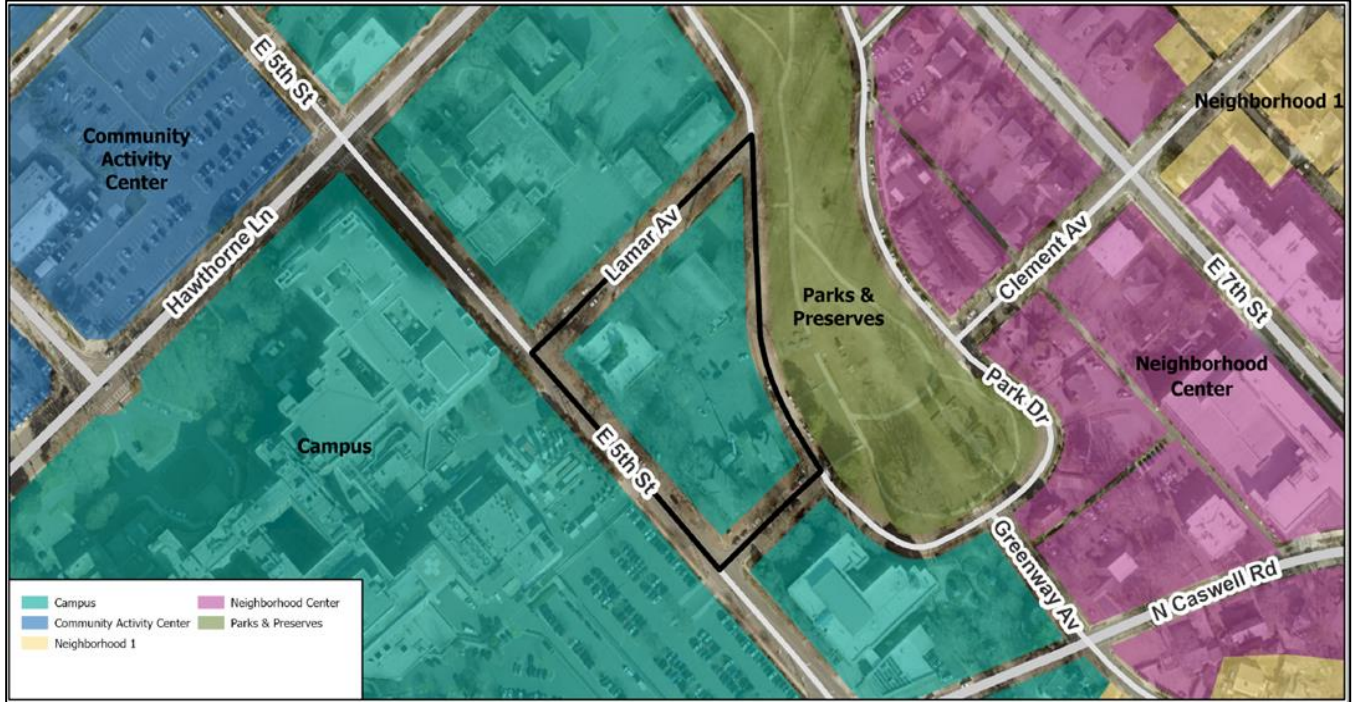 E 5th St
Community
Activity
Center
Hawthorne Ln
Lamar Av
Neighborhood 1
Clement Av
E 7th St
Parks &
Preserves
Neighborhood
Center
Park Dr
Campus
E 5th St
Greenway Av
N Caswell Rd
Campus
Community Activity Center
Neighborhood 1
Neighborhood Center
Parks & Preserves